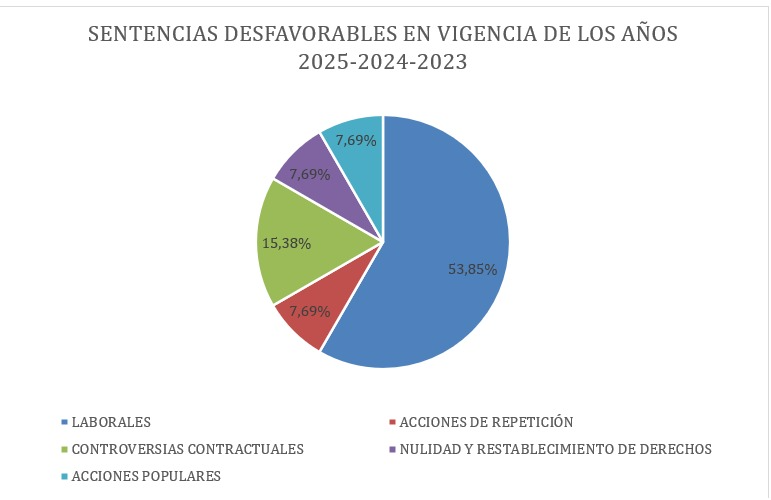 SENTENCIAS DESFAVORABLES EN VIGENCIA DE LOS AÑOS
2025-2024-2023
7,69%
7,69%
15,38%
53,85%
7,69%
LABORALES
ACCIONES DE REPETICIÓN
CONTROVERSIAS CONTRACTUALES
NULIDAD Y RESTABLECIMIENTO DE DERECHOS
ACCIONES POPULARES